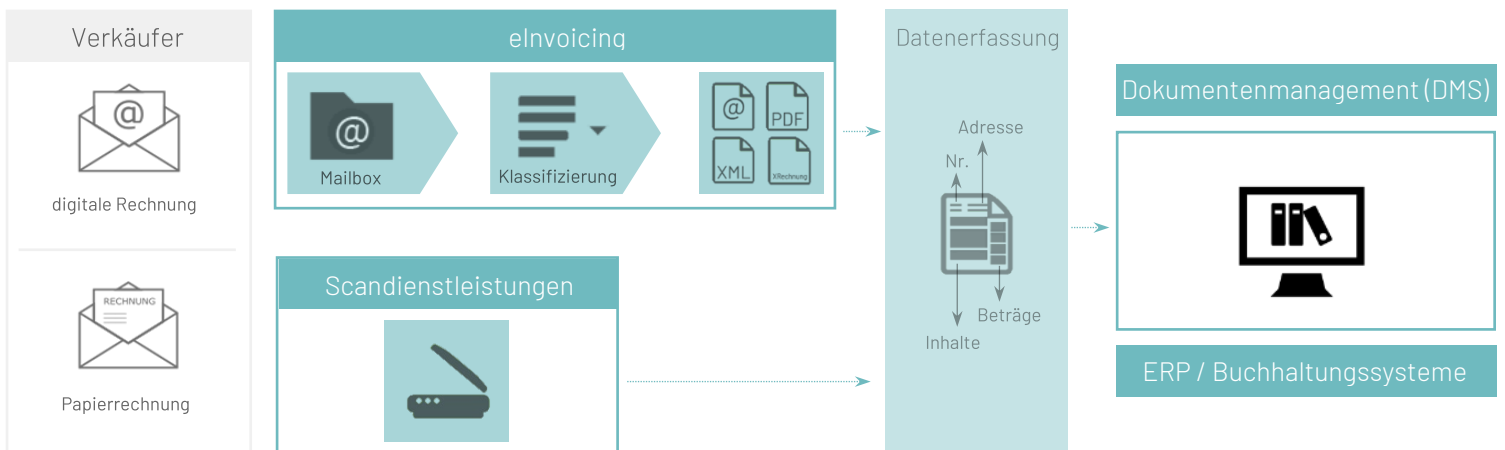 Verkäufer
digitale Rechnung
RECHNUNG
Papierrechnung
eInvoicing
@
Mailbox
Klassifizierung
@
PDF
XML
XRechnung
Scandienstleistungen
Datenerfassung
Adresse
Nr.
Beträge
Inhalte
Dokumentenmanagement (DMS)
ERP / Buchhaltungssysteme